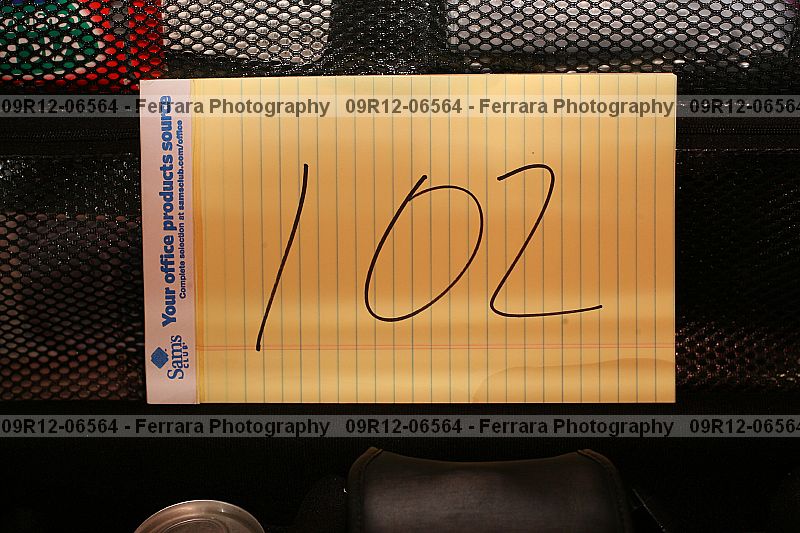 09R12-06564 - Ferrara Photography 09R12-06564 - Ferrara Photography 09R12-06564
Your office products source
Complete selection at samsclub.com/office
Sam's CLUB
102
09R12-06564 - Ferrara Photography 09R12-06564 - Ferrara Photography 09R12-06564